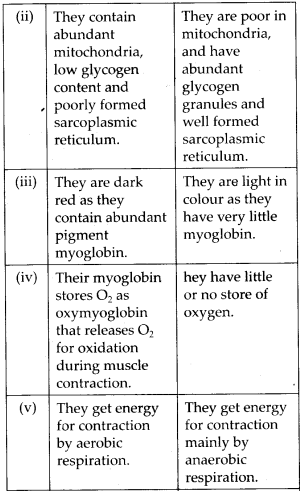 (ii)
They contain
abundant
mitochondria,
low glycogen
content and
poorly formed
sarcoplasmic
reticulum.
They are poor in
mitochondria,
and have
abundant
glycogen
granules and
well formed
sarcoplasmic
reticulum.
(iii)
They are dark
red as they
contain abundant
pigment
myoglobin.
They are light in
colour as they
have very little
myoglobin.
(iv)
Their myoglobin
stores O₂ as
oxymyoglobin
that releases O₂
for oxidation
during muscle
contraction.
hey have little
or no store of
oxygen.
(v)
They get energy
for contraction
by aerobic
respiration.
They get energy
for contraction
mainly by
anaerobic
respiration.